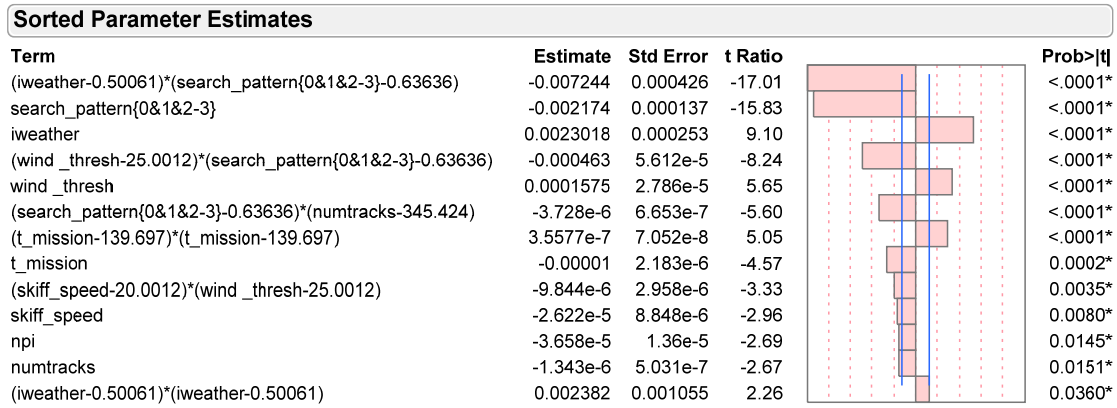 Sorted Parameter Estimates
Term Estimate Std Error t Ratio Prob>|t|
(iweather-0.50061)*(search_pattern{0&1&2-3}-0.63636) -0.007244 0.000426 -17.01 <.0001*
search_pattern{0&1&2-3} -0.002174 0.000137 -15.83 <.0001*
iweather 0.0023018 0.000253 9.10 <.0001*
(wind _thresh-25.0012)*(search_pattern{0&1&2-3}-0.63636) -0.000463 5.612e-5 -8.24 <.0001*
wind _thresh 0.0001575 2.786e-5 5.65 <.0001*
(search_pattern{0&1&2-3}-0.63636)*(numtracks-345.424) -3.728e-6 6.653e-7 -5.60 <.0001*
(t_mission-139.697)*(t_mission-139.697) 3.5577e-7 7.052e-8 5.05 <.0001*
t_mission -0.00001 2.183e-6 -4.57 0.0002*
(skiff_speed-20.0012)*(wind _thresh-25.0012) -9.844e-6 2.958e-6 -3.33 0.0035*
skiff_speed -2.622e-5 8.848e-6 -2.96 0.0080*
npi -3.658e-5 1.36e-5 -2.69 0.0145*
numtracks -1.343e-6 5.031e-7 -2.67 0.0151*
(iweather-0.50061)*(iweather-0.50061) 0.002382 0.001055 2.26 0.0360*